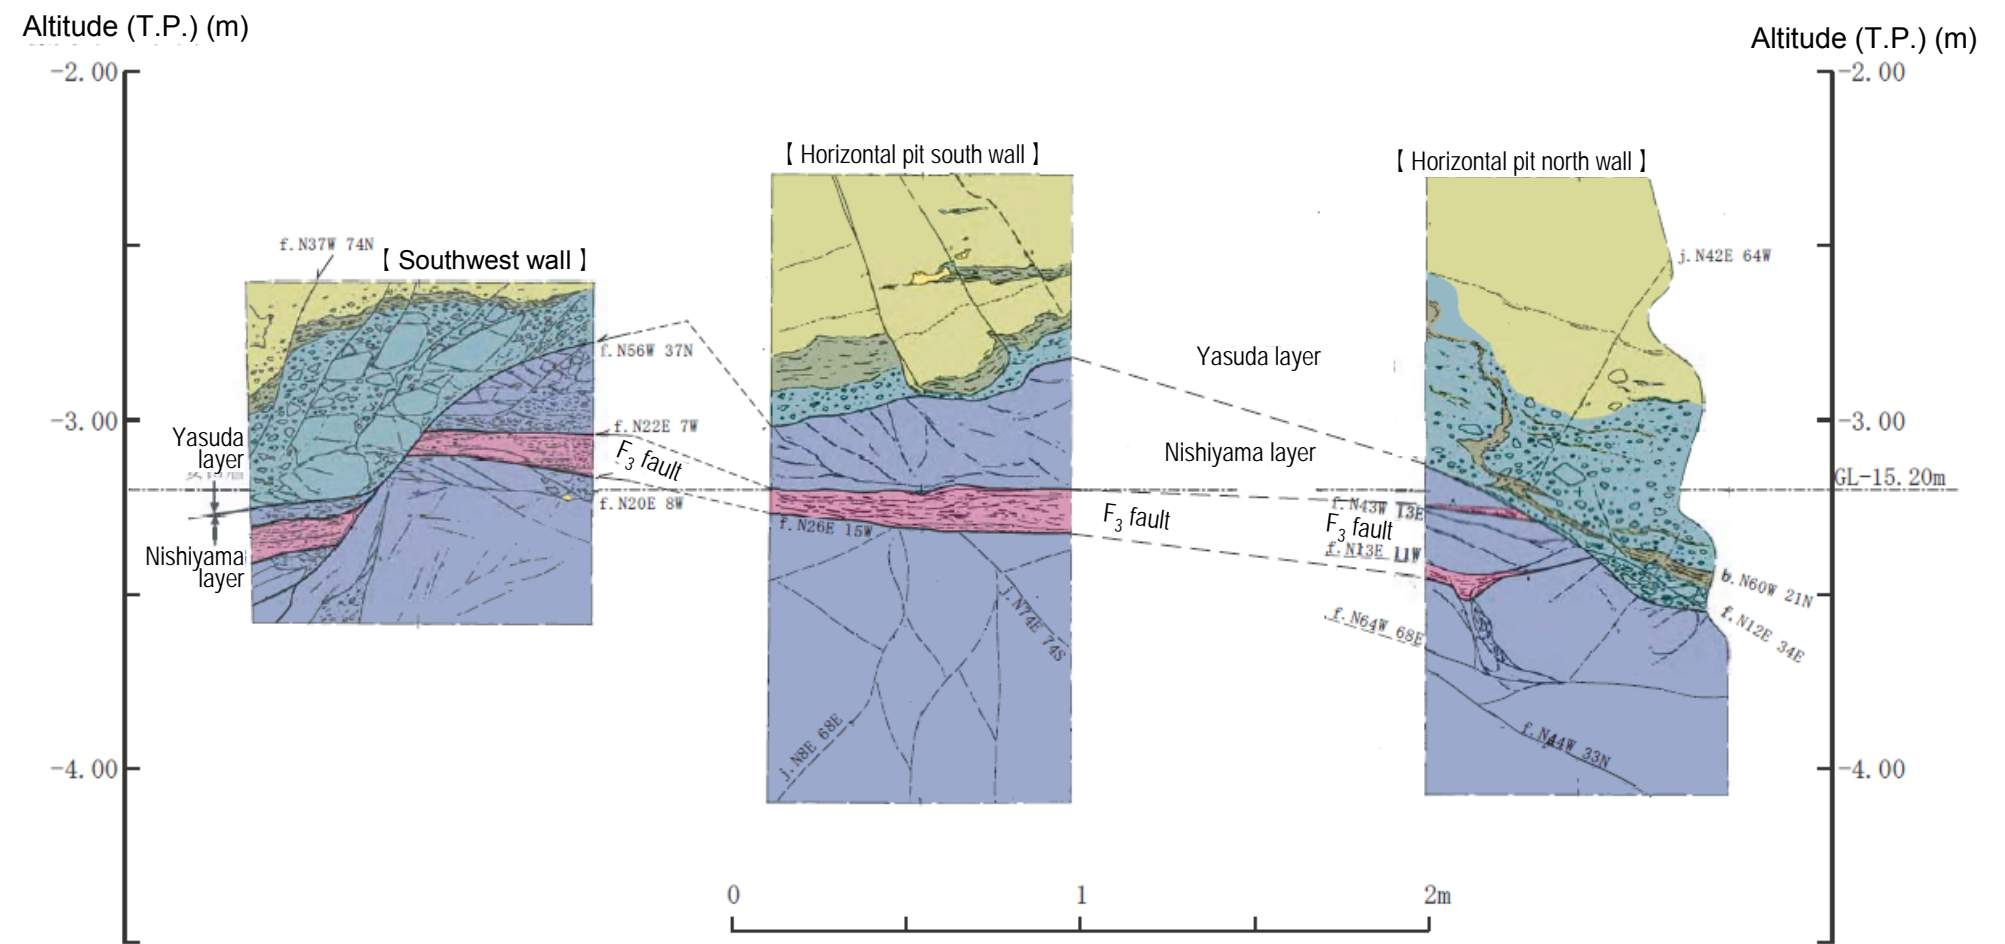 Altitude (T.P.) (m)
Altitude (T.P.) (m)
-2.00
-2.00
【 Horizontal pit south wall 】
【 Horizontal pit north wall 】
f.N37W 74N
【 Southwest wall 】
j.N42E 64W
f.N56W 37N
Yasuda layer
-3.00
-3.00
f.N22E 7W
Yasuda
layer
F3 fault
Nishiyama layer
GL-15.20m
f.N20E 8W
f.N43W 13E
F3 fault
F3 fault
f.N26E 15W
Nishiyama
layer
f.N13E 11W
b.N60W 21N
f.N12E 34E
j.N74E 74S
f.N64W 68E
j.N8E 68E
f.N44W 33N
-4.00
-4.00
0
1
2m